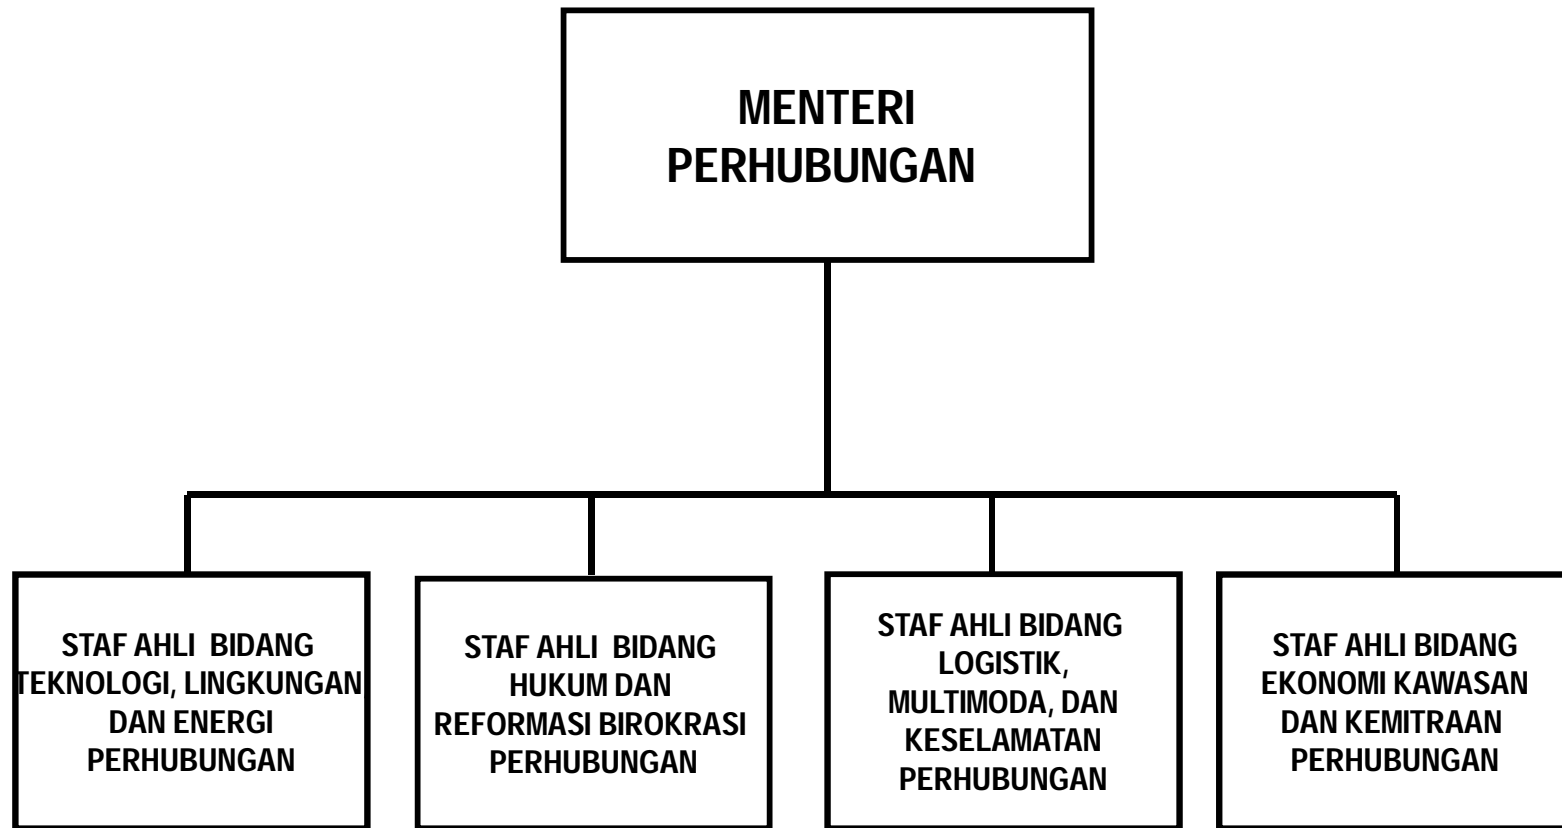 MENTERI
PERHUBUNGAN
STAF AHLI BIDANG
TEKNOLOGI, LINGKUNGAN
DAN ENERGI
PERHUBUNGAN
STAF AHLI BIDANG
HUKUM DAN
REFORMASI BIROKRASI
PERHUBUNGAN
STAF AHLI BIDANG
LOGISTIK,
MULTIMODA, DAN
KESELAMATAN
PERHUBUNGAN
STAF AHLI BIDANG
EKONOMI KAWASAN
DAN KEMITRAAN
PERHUBUNGAN